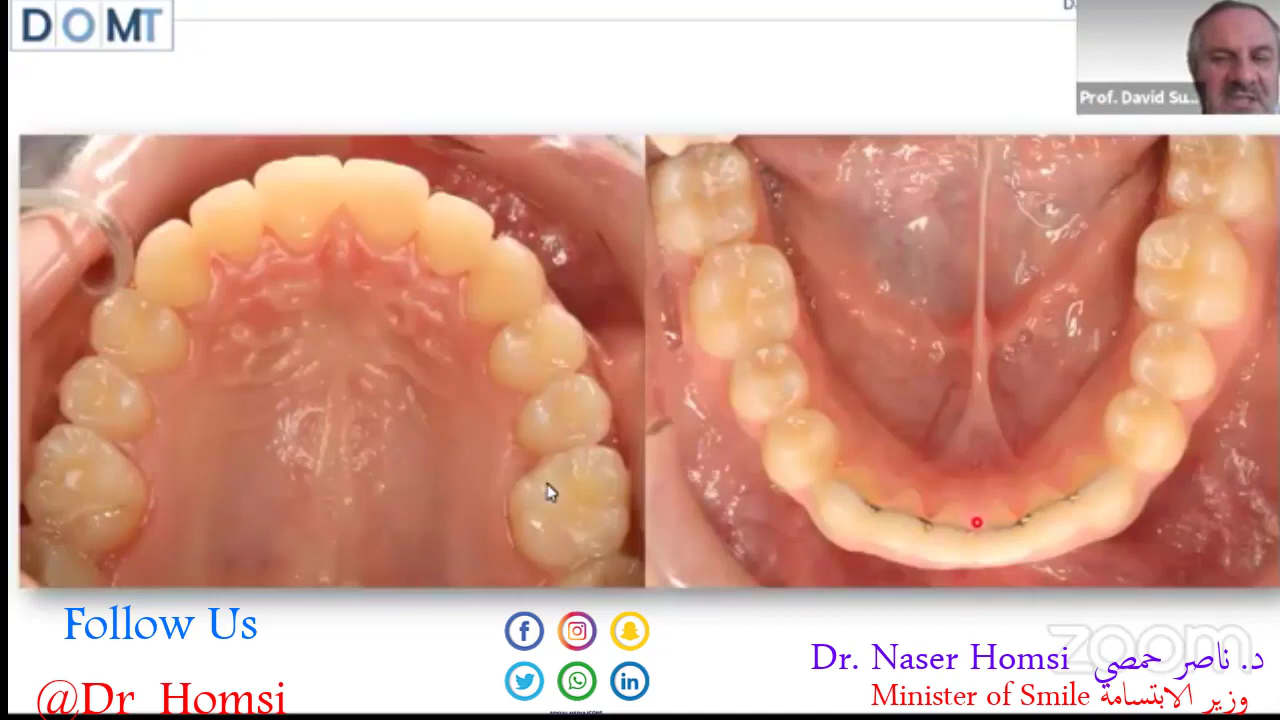 DOMT
Prof. David Su...
zoom
Follow Us
@Dr_Homsi
Dr. Naser Homsi د. ناصر حمصي
Minister of Smile وزير الابتسامة